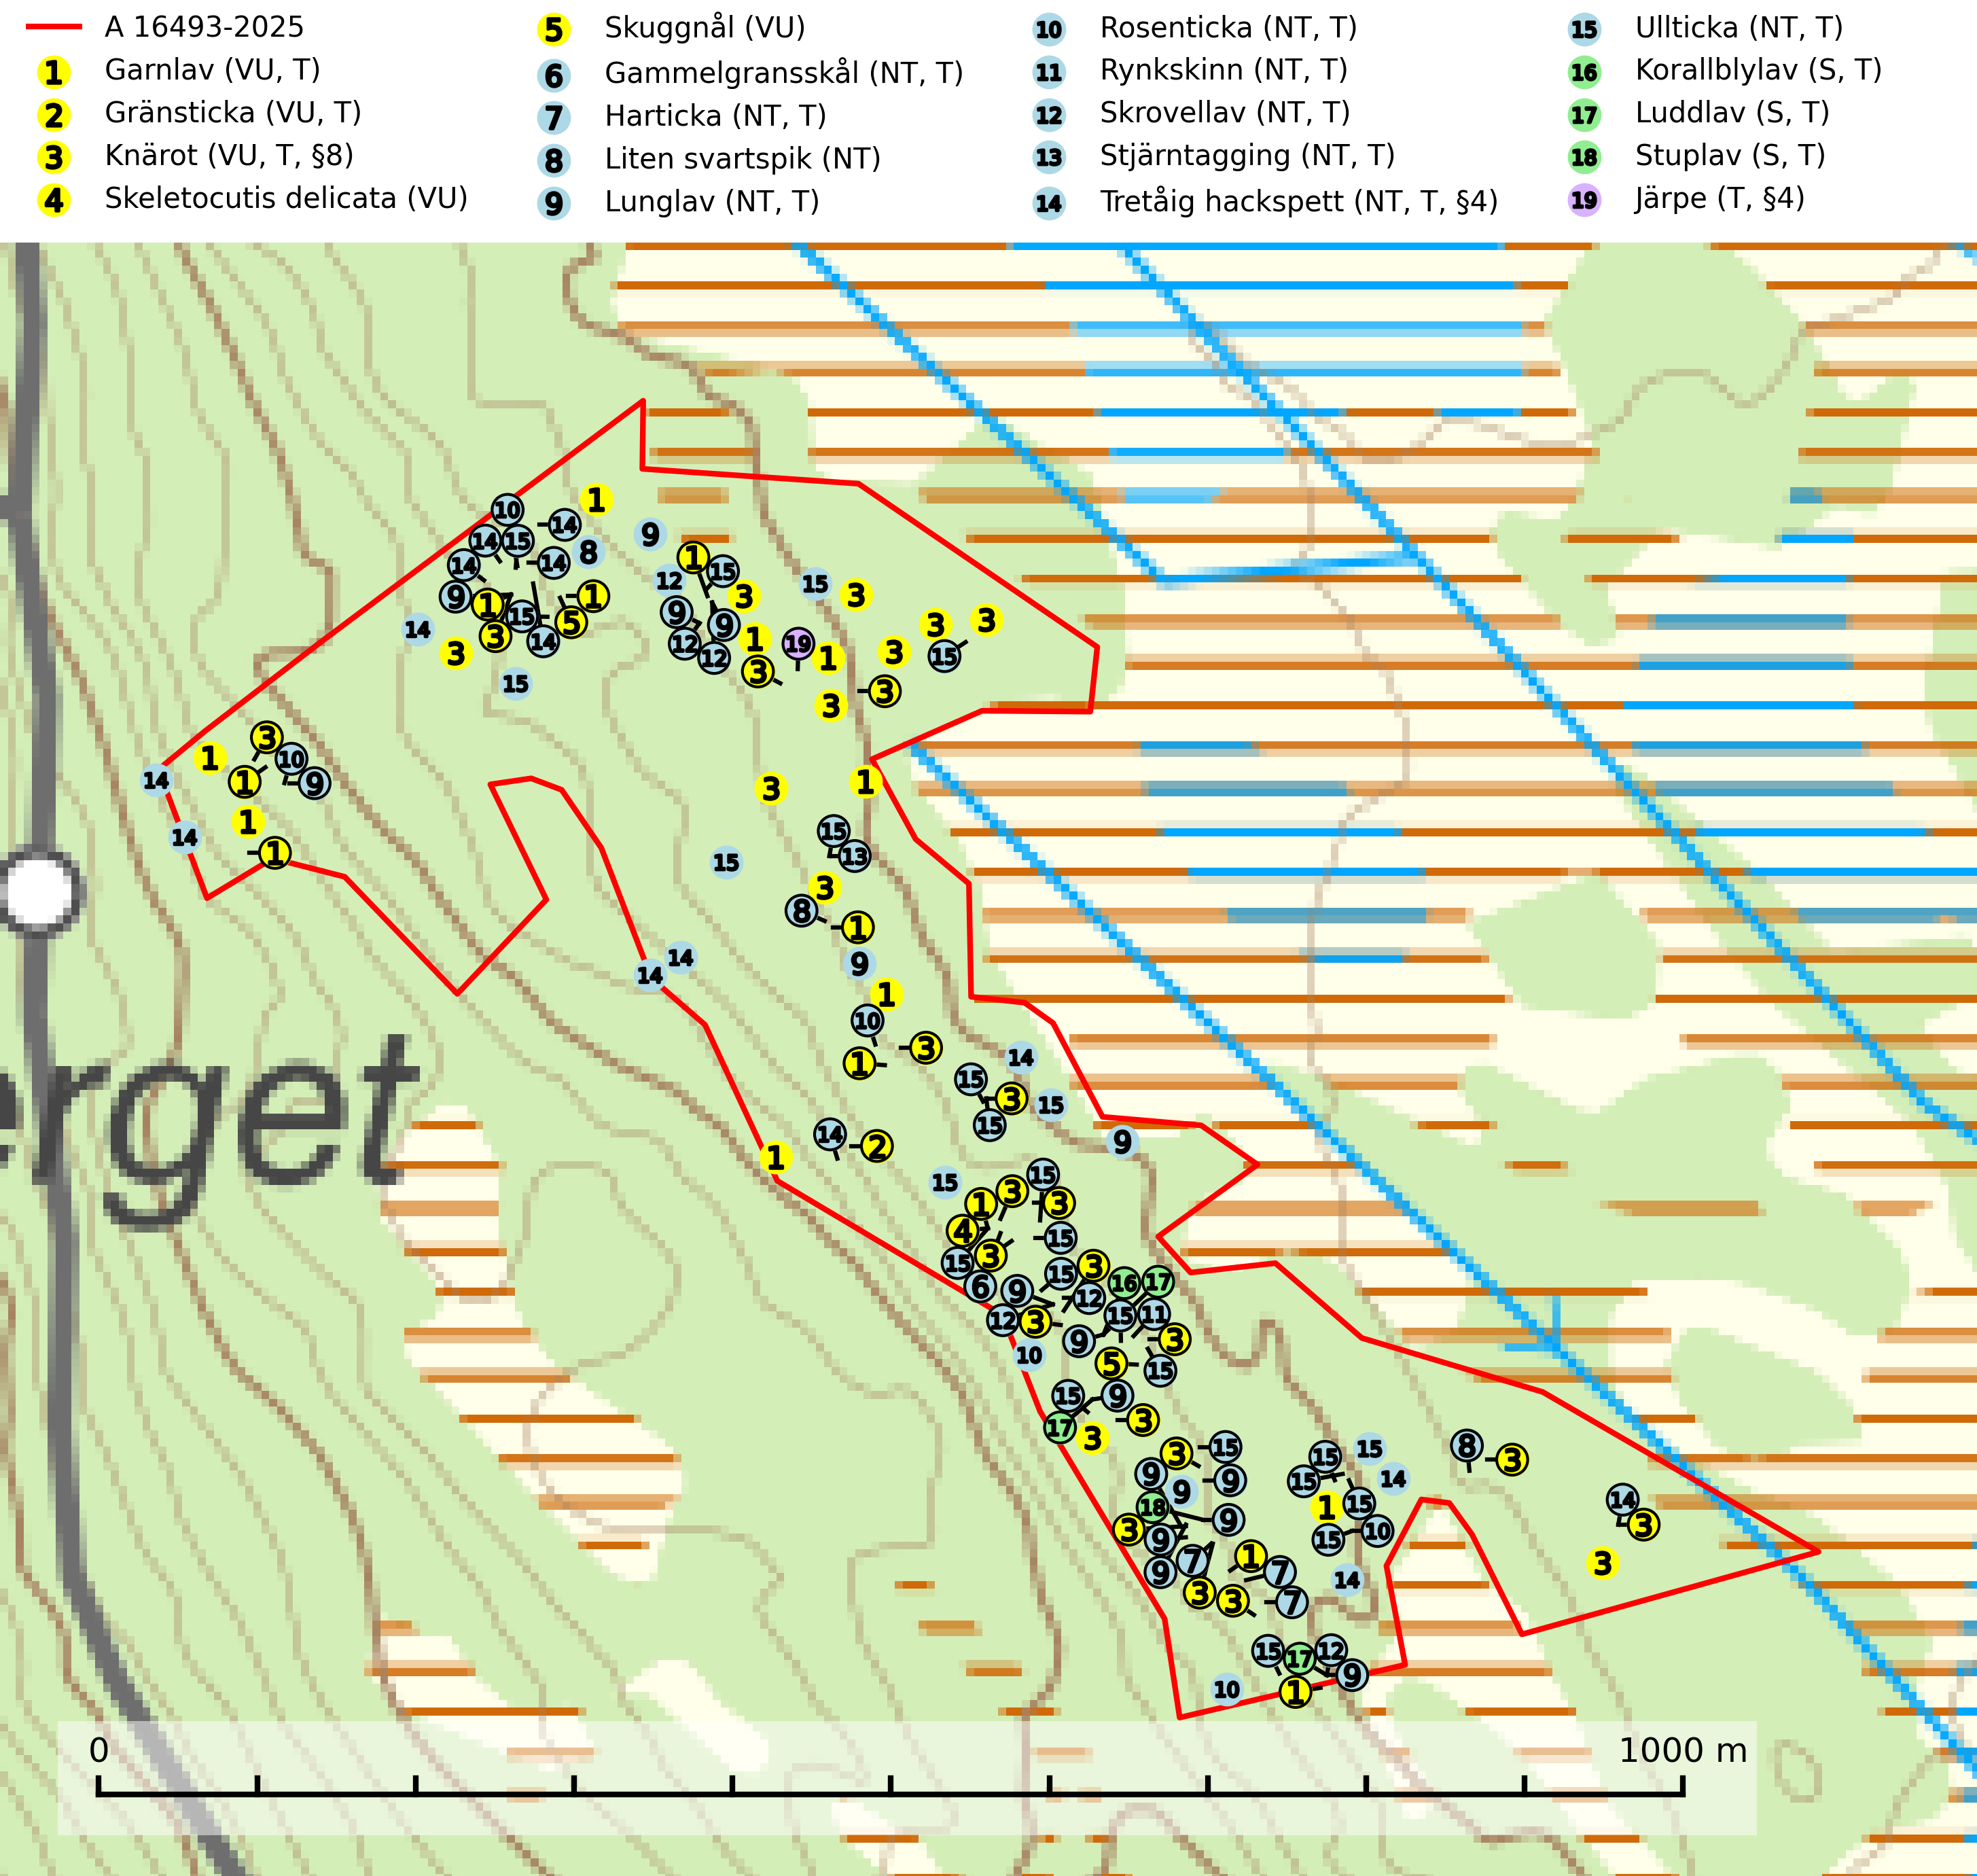 A 16493-2025
1 Garnlav (VU, T)
2 Gränsticka (VU, T)
3 Knärot (VU, T, §8)
4 Skeletocutis delicata (VU)
5 Skuggnål (VU)
6 Gammelgransskål (NT, T)
7 Harticka (NT, T)
8 Liten svartspik (NT)
9 Lunglav (NT, T)
10 Rosenticka (NT, T)
11 Rynkskinn (NT, T)
12 Skrovellav (NT, T)
13 Stjärntagging (NT, T)
14 Tretåig hackspett (NT, T, §4)
15 Ullticka (NT, T)
16 Korallblylav (S, T)
17 Luddlav (S, T)
18 Stuplav (S, T)
19 Järpe (T, §4)
erget
0 1000 m